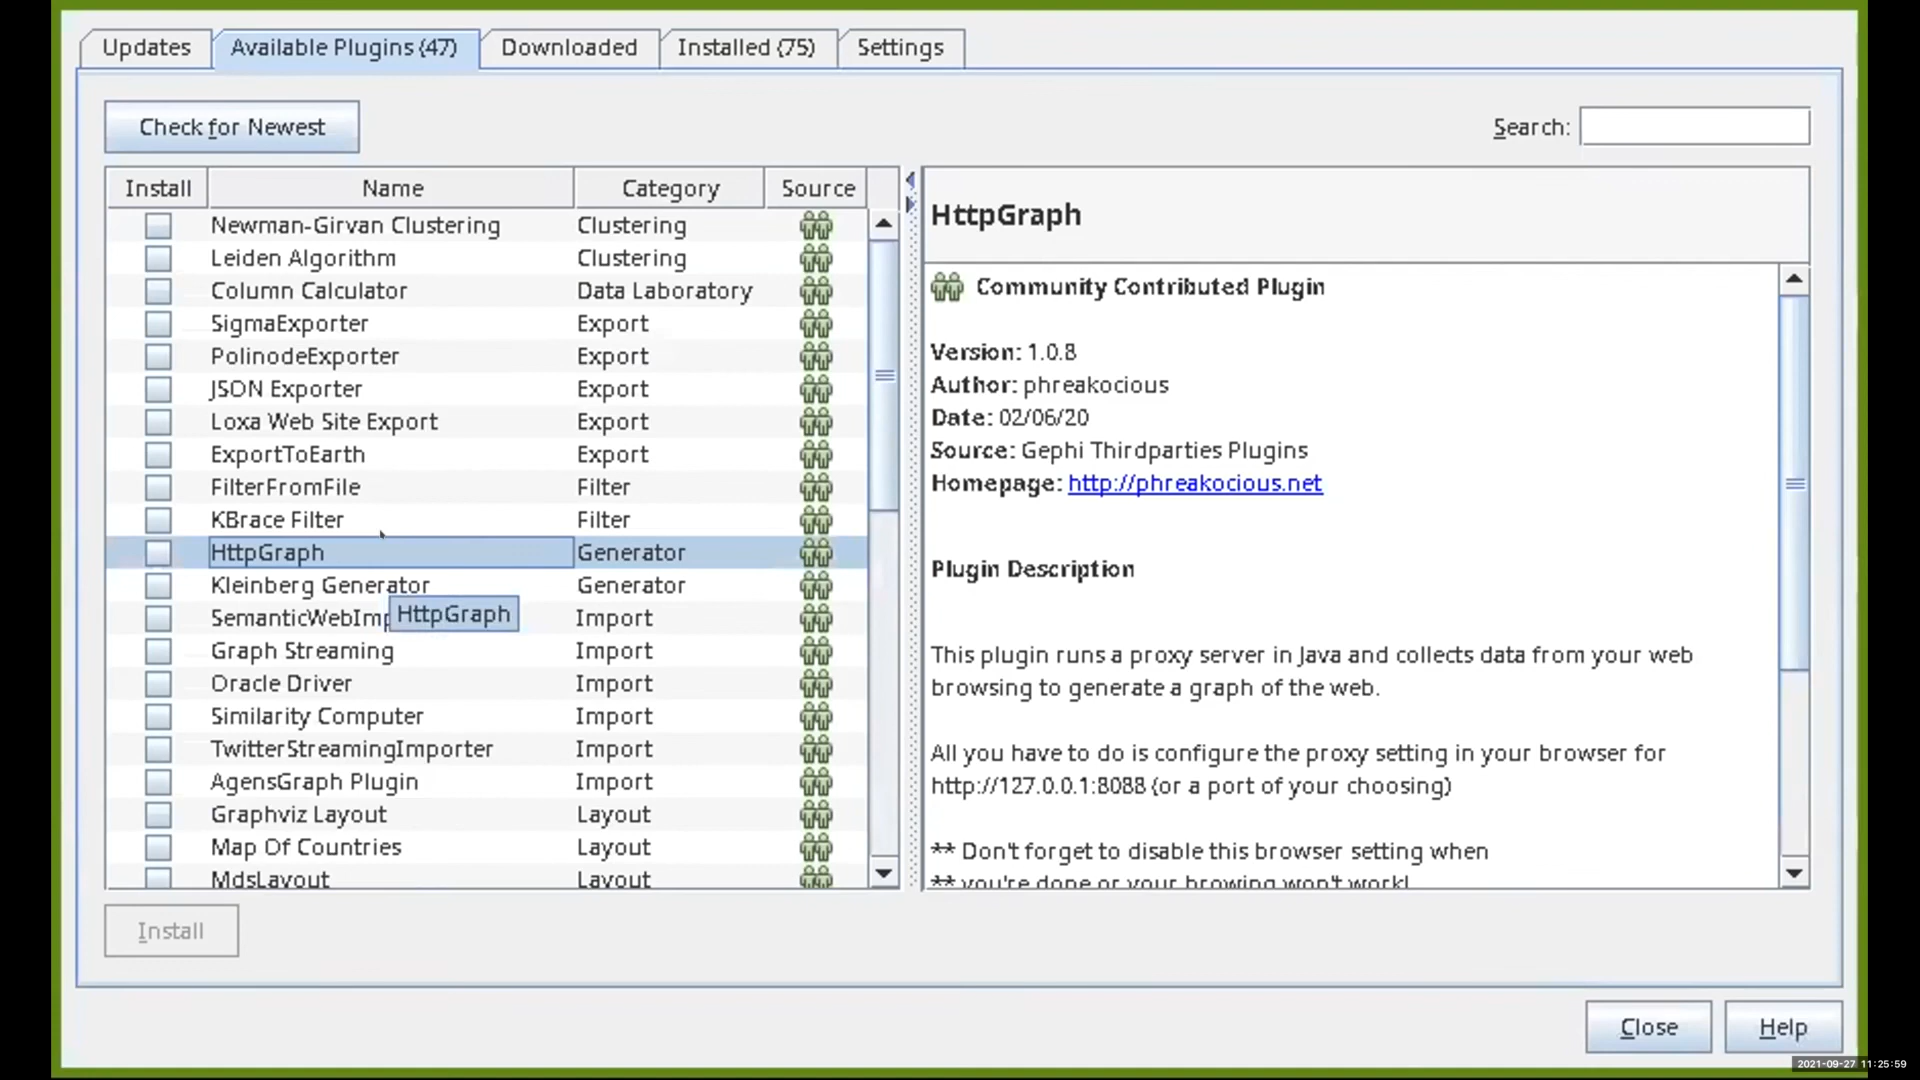 Updates Available Plugins (47) Downloaded Installed (75) Settings
Check for Newest Search:
Install Name Category Source
Newman-Girvan Clustering Clustering
Leiden Algorithm Clustering
Column Calculator Data Laboratory
SigmaExporter Export
PolinodeExporter Export
JSON Exporter Export
Loxa Web Site Export Export
ExportToEarth Export
FilterFromFile Filter
KBrace Filter Filter
HttpGraph Generator
Kleinberg Generator Generator
SemanticWebImp Import
HttpGraph
Graph Streaming Import
Oracle Driver Import
Similarity Computer Import
TwitterStreamingImporter Import
AgensGraph Plugin Import
Graphviz Layout Layout
Map Of Countries Layout
MdsLayout Layout
HttpGraph
Community Contributed Plugin
Version: 1.0.8
Author: phreakocious
Date: 02/06/20
Source: Gephi Thirdparties Plugins
Homepage: http://phreakocious.net
Plugin Description
This plugin runs a proxy server in Java and collects data from your web
browsing to generate a graph of the web.
All you have to do is configure the proxy setting in your browser for
http://127.0.0.1:8088 (or a port of your choosing)
** Don't forget to disable this browser setting when
** you're done or your browing won't work!
Install
Close Help
2021-09-27 11:25:59